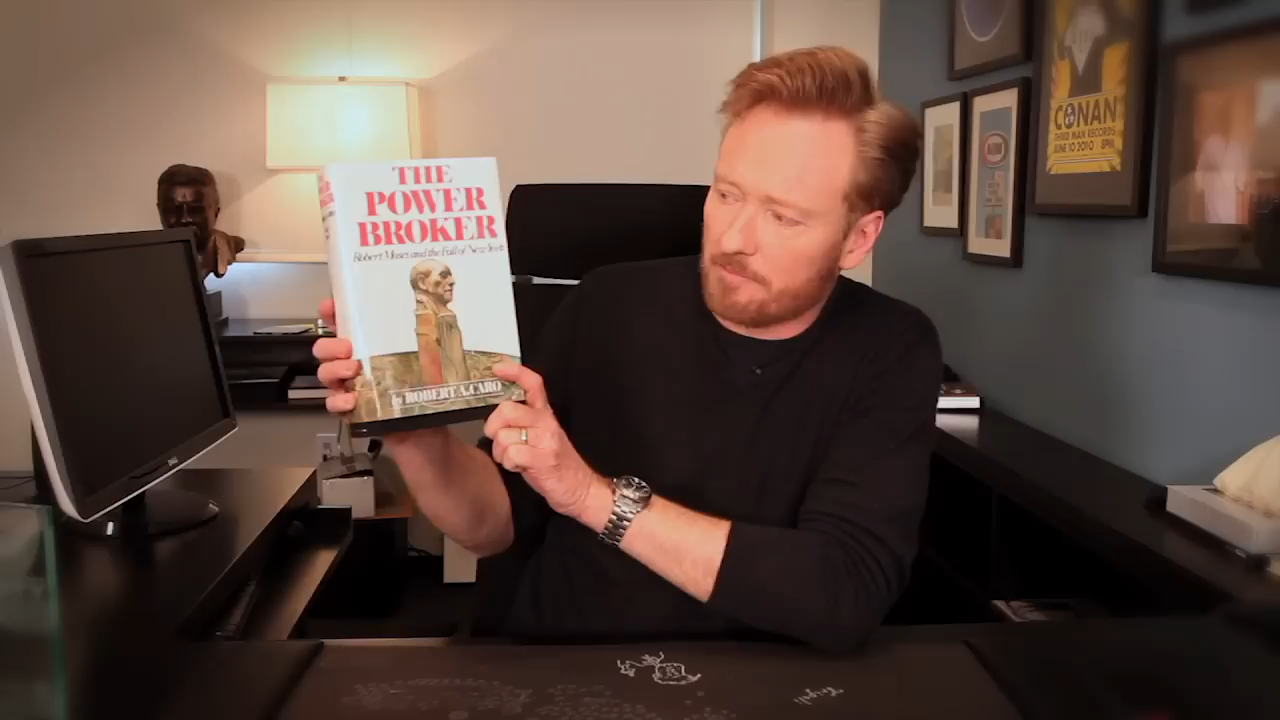 THE
POWER
BROKER
Robert Moses and the Fall of New York
by ROBERT A. CARO
CONAN
THIRD MAN RECORDS
JUNE 10 2010 8PM
DELL